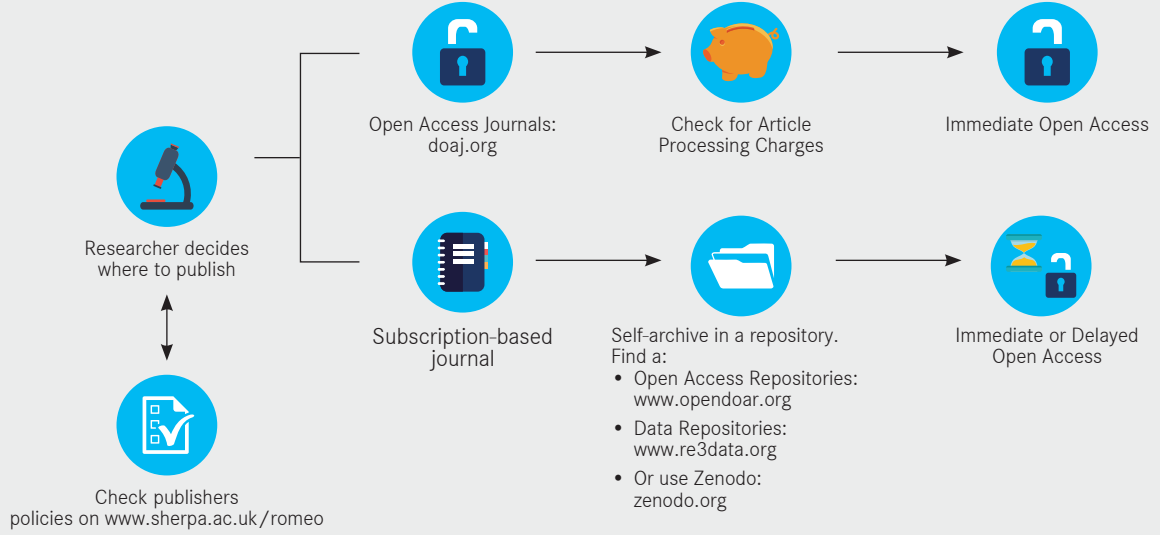 Researcher decides
where to publish
Check publishers
policies on www.sherpa.ac.uk/romeo
Open Access Journals:
doaj.org
Check for Article
Processing Charges
Immediate Open Access
Subscription-based
journal
Self-archive in a repository.
Find a:
• Open Access Repositories:
www.opendoar.org
• Data Repositories:
www.re3data.org
• Or use Zenodo:
zenodo.org
Immediate or Delayed
Open Access